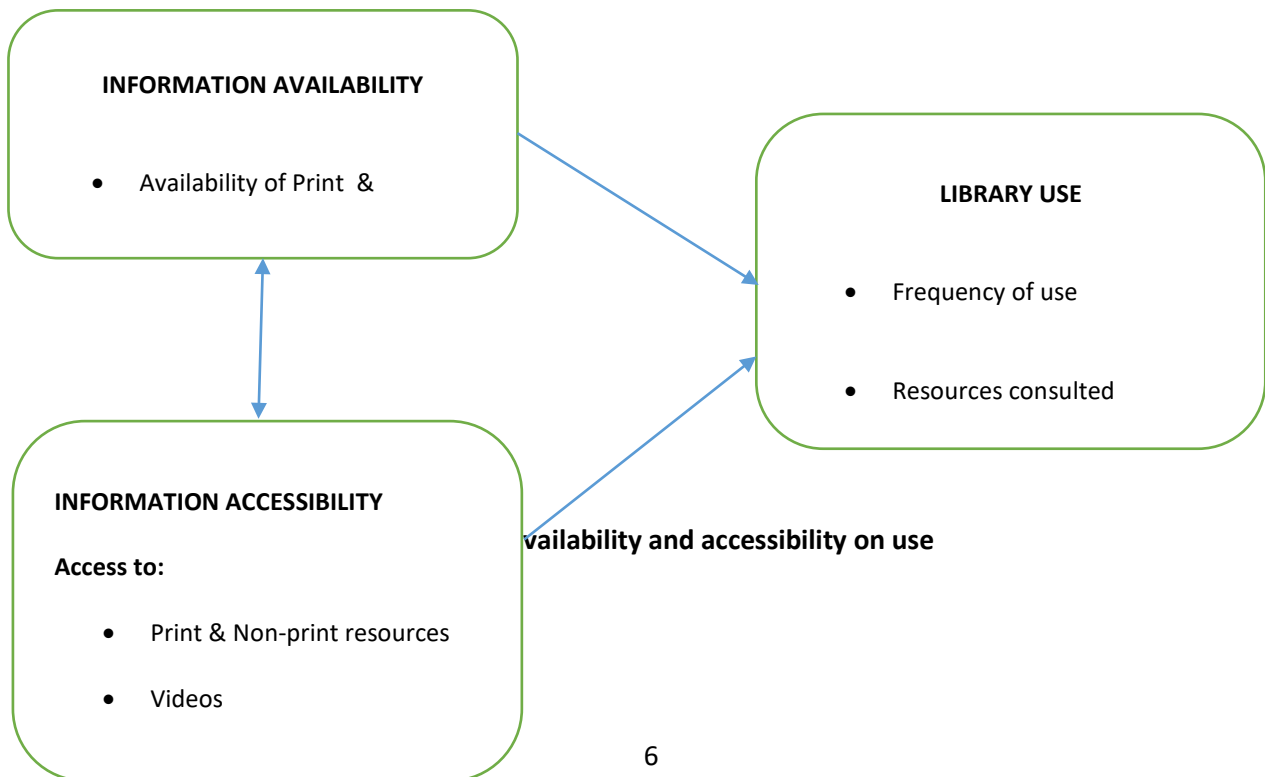 INFORMATION AVAILABILITY
• Availability of Print &
LIBRARY USE
• Frequency of use
• Resources consulted
INFORMATION ACCESSIBILITY
Access to:
• Print & Non-print resources
• Videos
vailability and accessibility on use
6